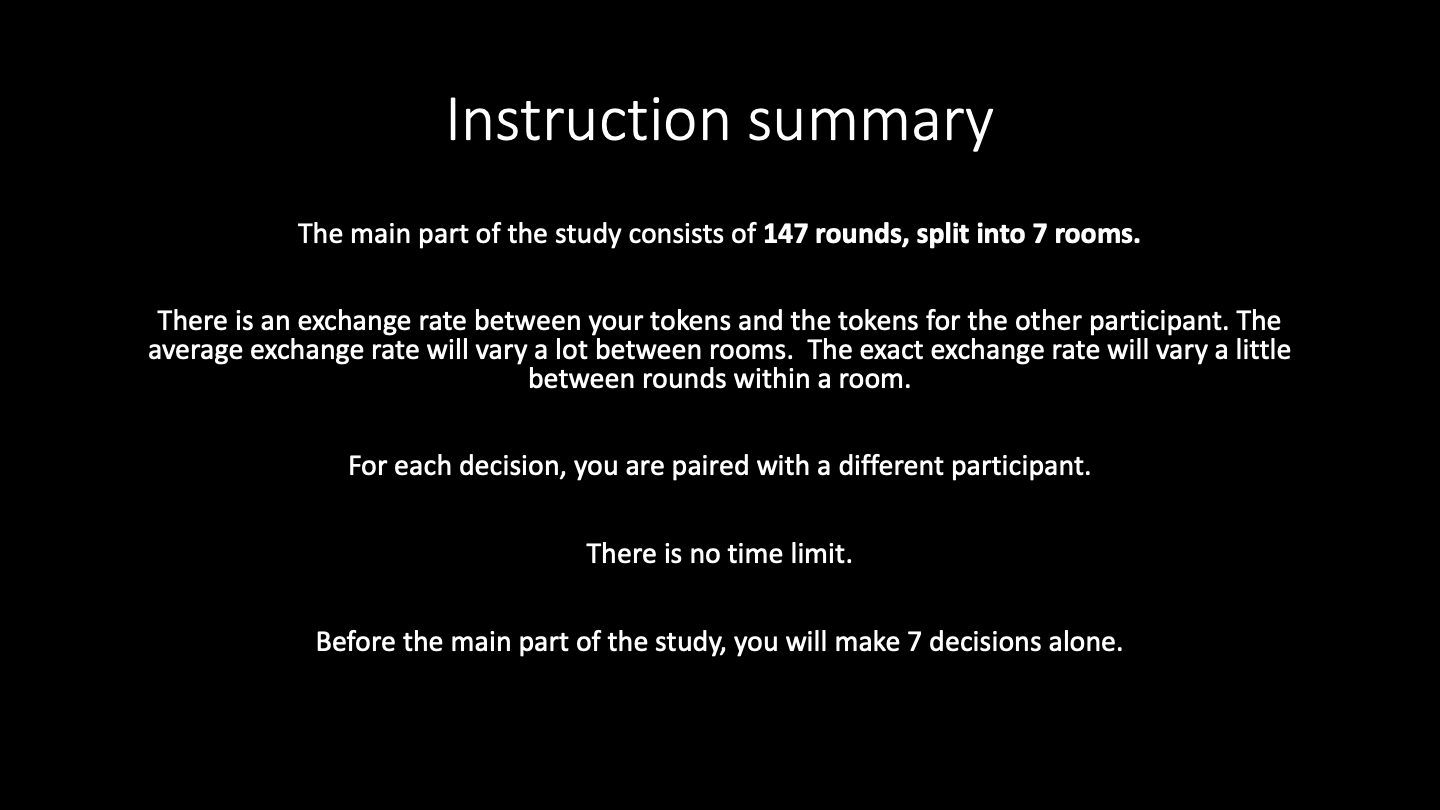 Instruction summary
The main part of the study consists of 147 rounds, split into 7 rooms.
There is an exchange rate between your tokens and the tokens for the other participant. The
average exchange rate will vary a lot between rooms.  The exact exchange rate will vary a little
between rounds within a room.
For each decision, you are paired with a different participant.
There is no time limit.
Before the main part of the study, you will make 7 decisions alone.